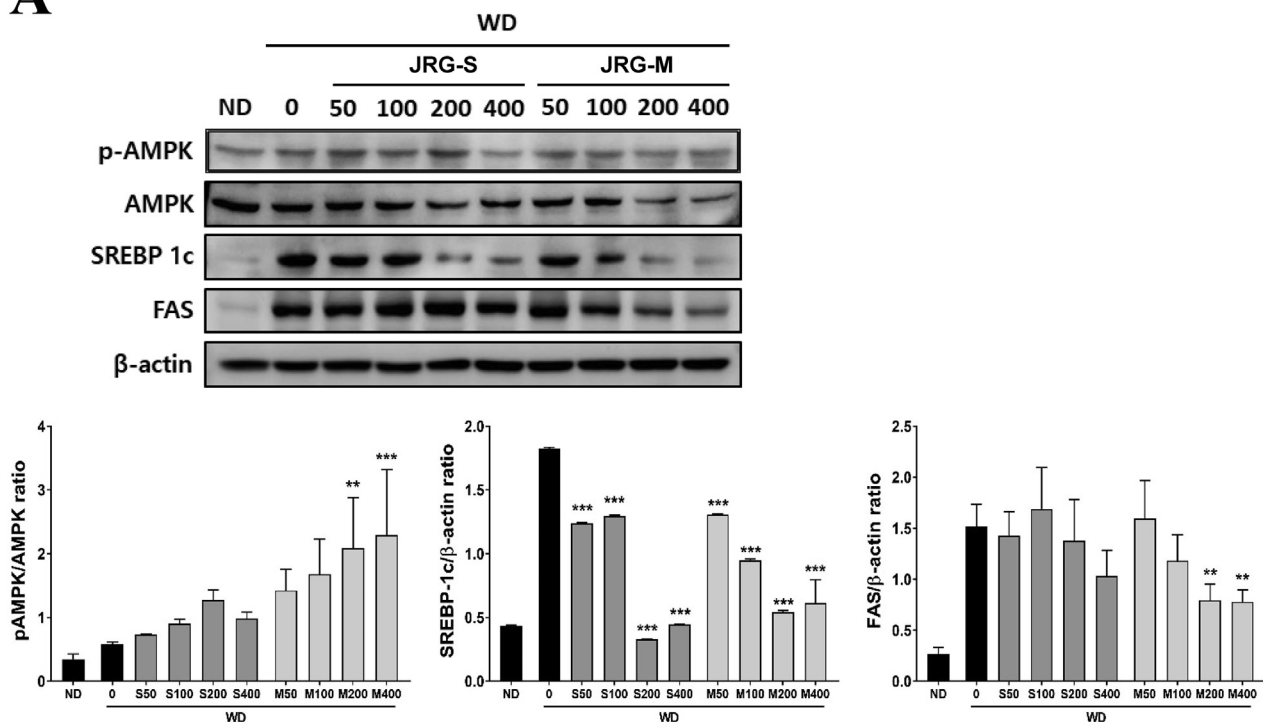 A
WD
JRG-S JRG-M
ND 0 50 100 200 400 50 100 200 400
p-AMPK
AMPK
SREBP 1c
FAS
β-actin
pAMPK/AMPK ratio
4
3
2
1
0
** ***
ND 0 S50 S100 S200 S400 M50 M100 M200 M400
WD
SREBP-1c/β-actin ratio
2.0
1.5
1.0
0.5
0
*** *** *** *** *** *** *** ***
ND 0 S50 S100 S200 S400 M50 M100 M200 M400
WD
FAS/β-actin ratio
2.5
2.0
1.5
1.0
0.5
0
** **
ND 0 S50 S100 S200 S400 M50 M100 M200 M400
WD